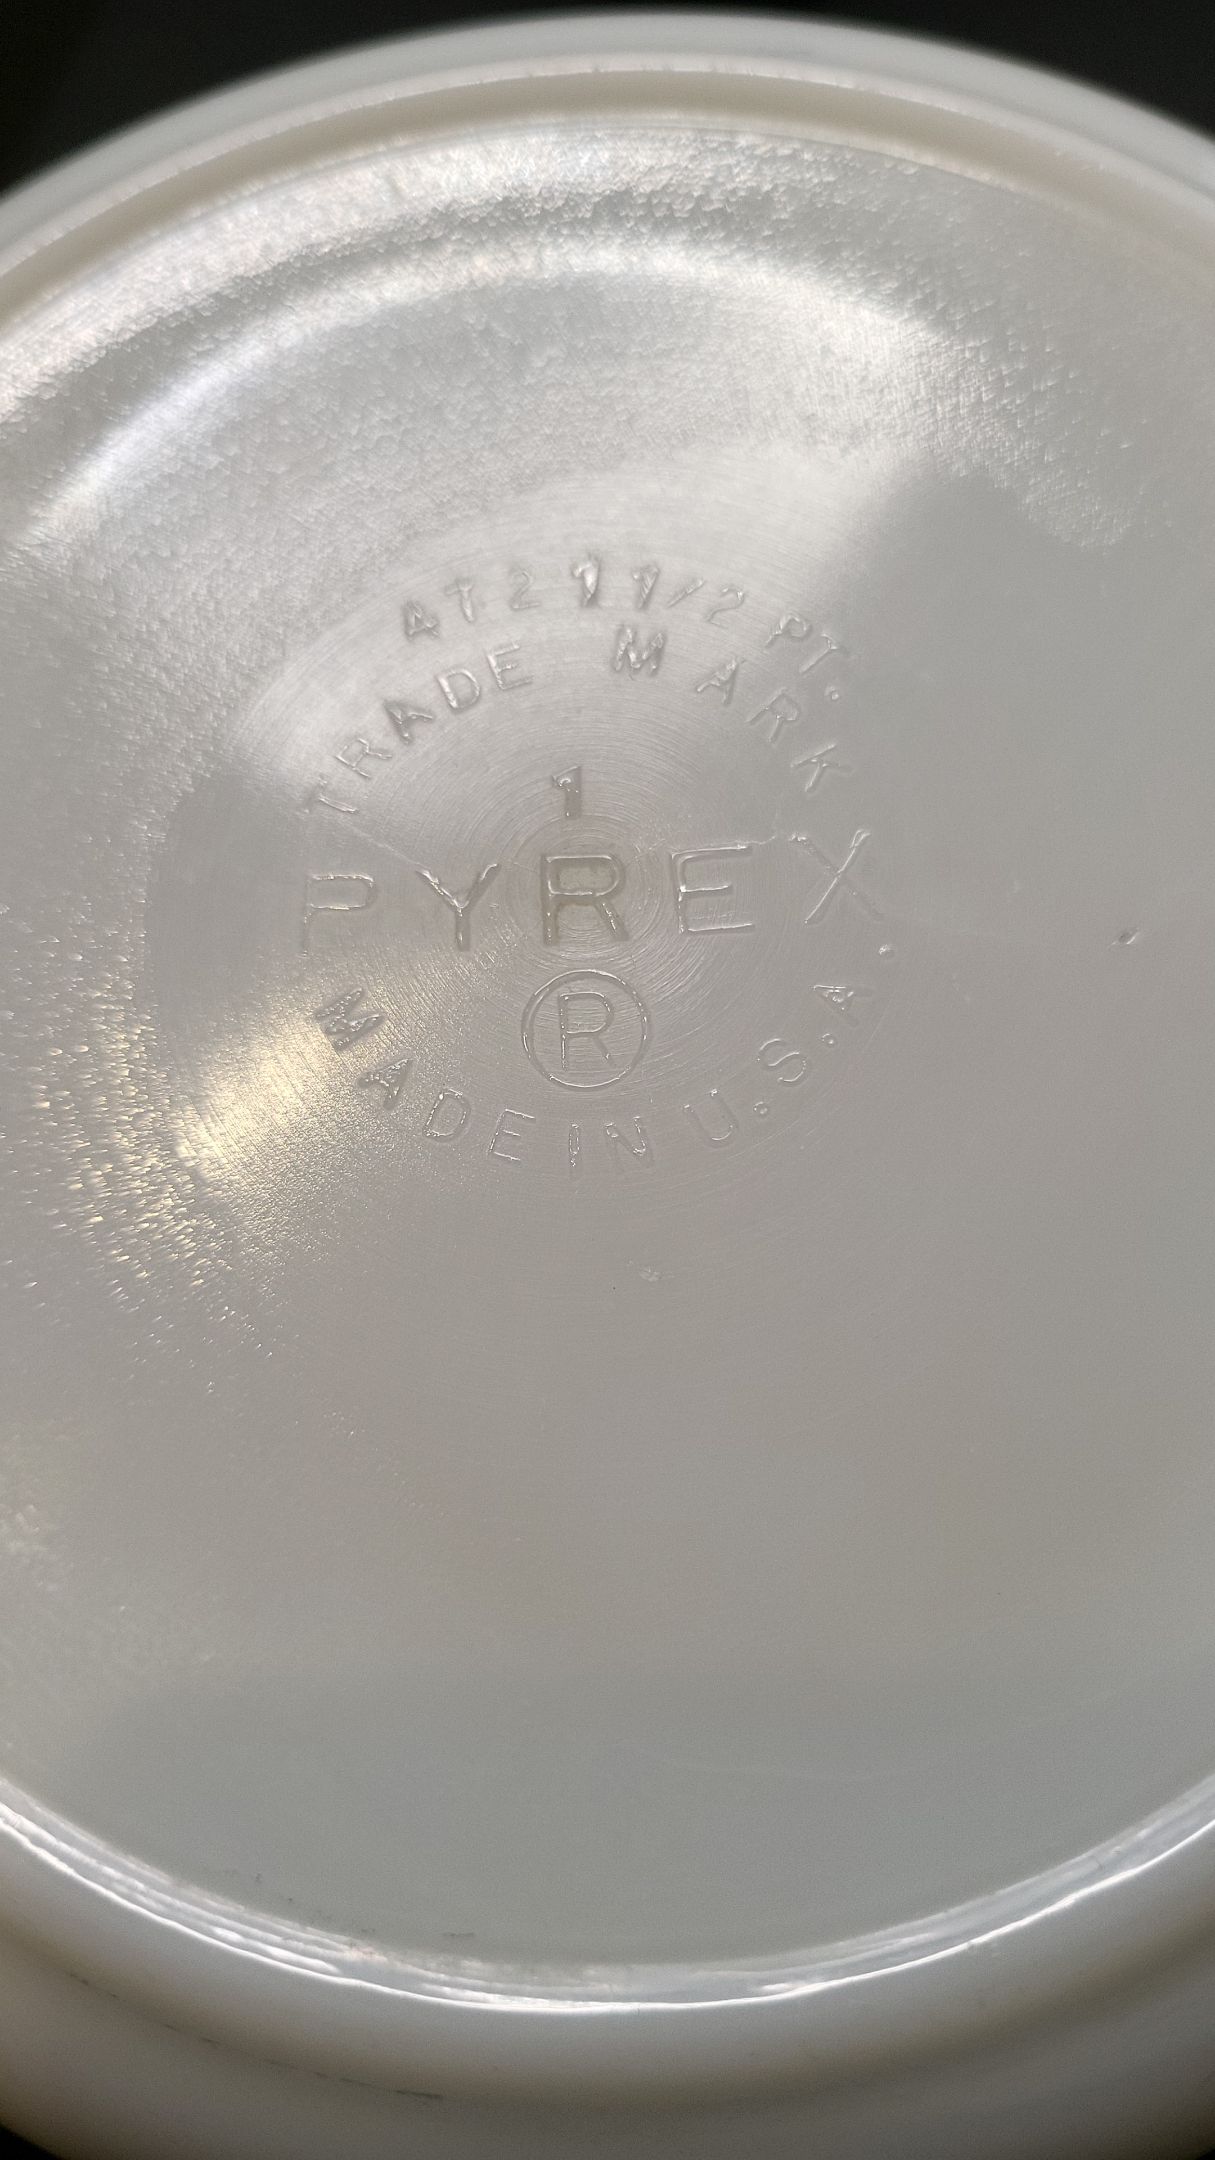 472 1 1/2 PT.
TRADE MARK
1
PYREX
®
MADE IN U.S.A.